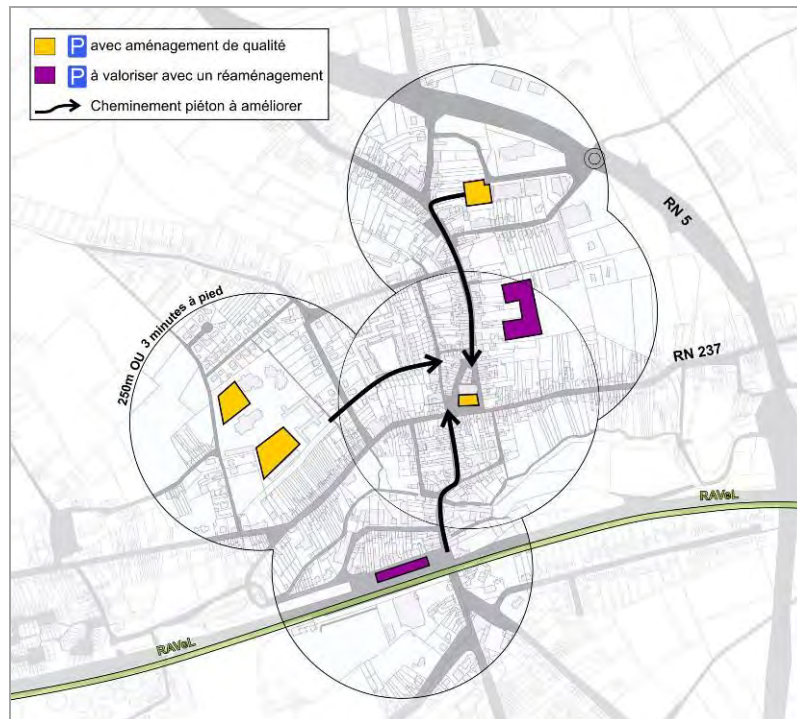 P avec aménagement de qualité
P à valoriser avec un réaménagement
Cheminement piéton à améliorer
RN 5
250m OU 3 minutes à pied
RN 237
RAVeL
RAVeL